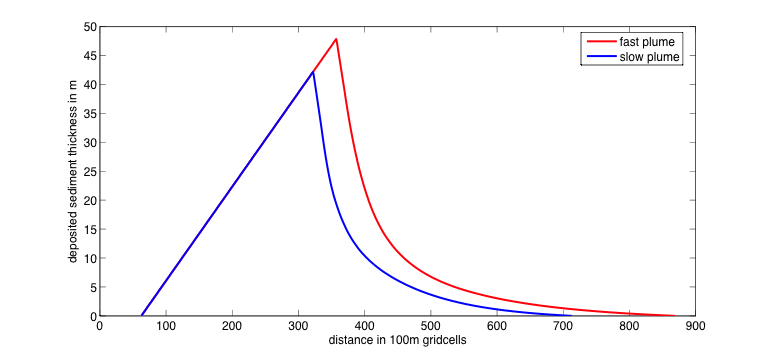 50
45
40
35
30
25
20
15
10
5
0
deposited sediment thickness in m
fast plume
slow plume
0 100 200 300 400 500 600 700 800 900
distance in 100m gridcells